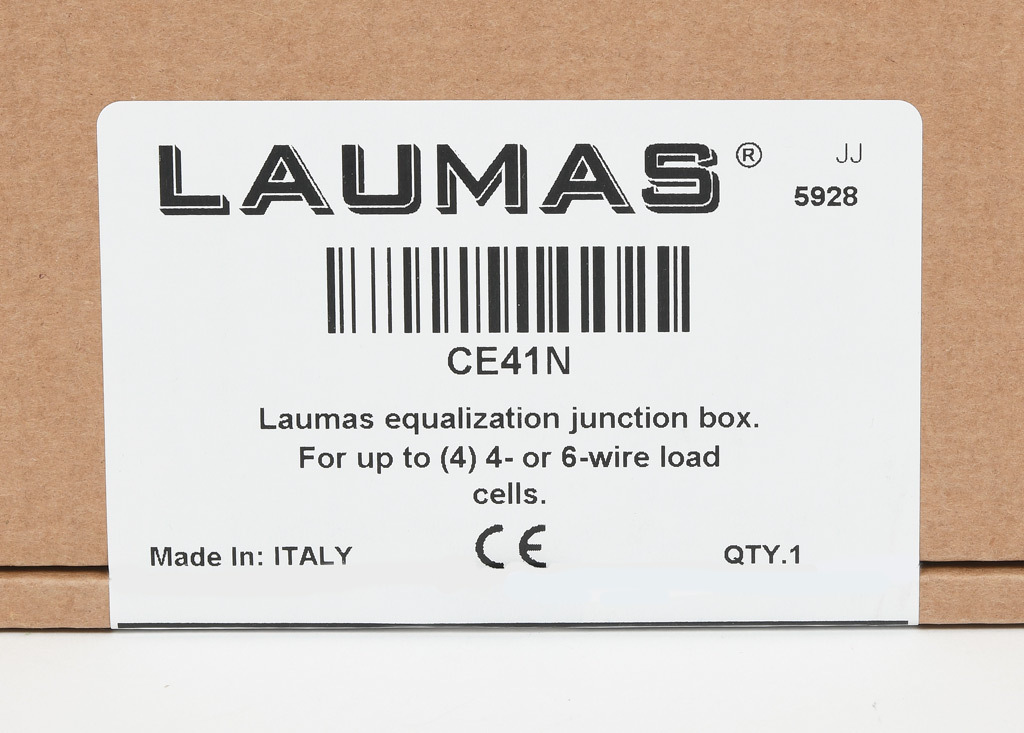 LAUMAS®
JJ
5928
CE41N
Laumas equalization junction box.
For up to (4) 4- or 6-wire load
cells.
Made In: ITALY
CE
QTY.1